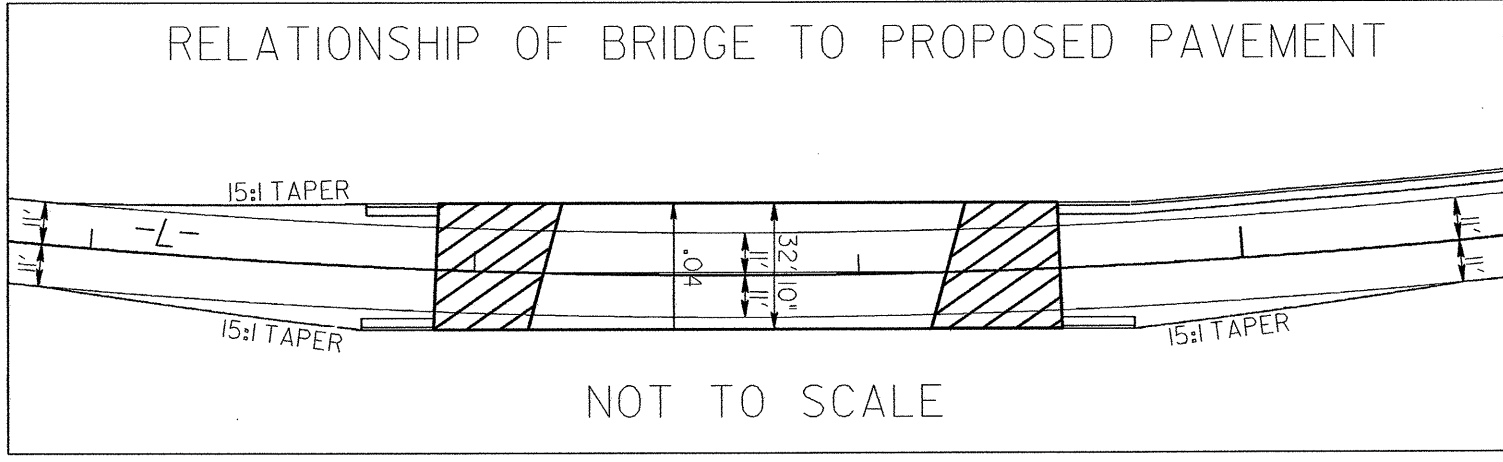 RELATIONSHIP OF BRIDGE TO PROPOSED PAVEMENT
15:1 TAPER
11'
11'
-L-
11'
11'
32'10"
.04
11'
11'
15:1 TAPER
15:1 TAPER
NOT TO SCALE